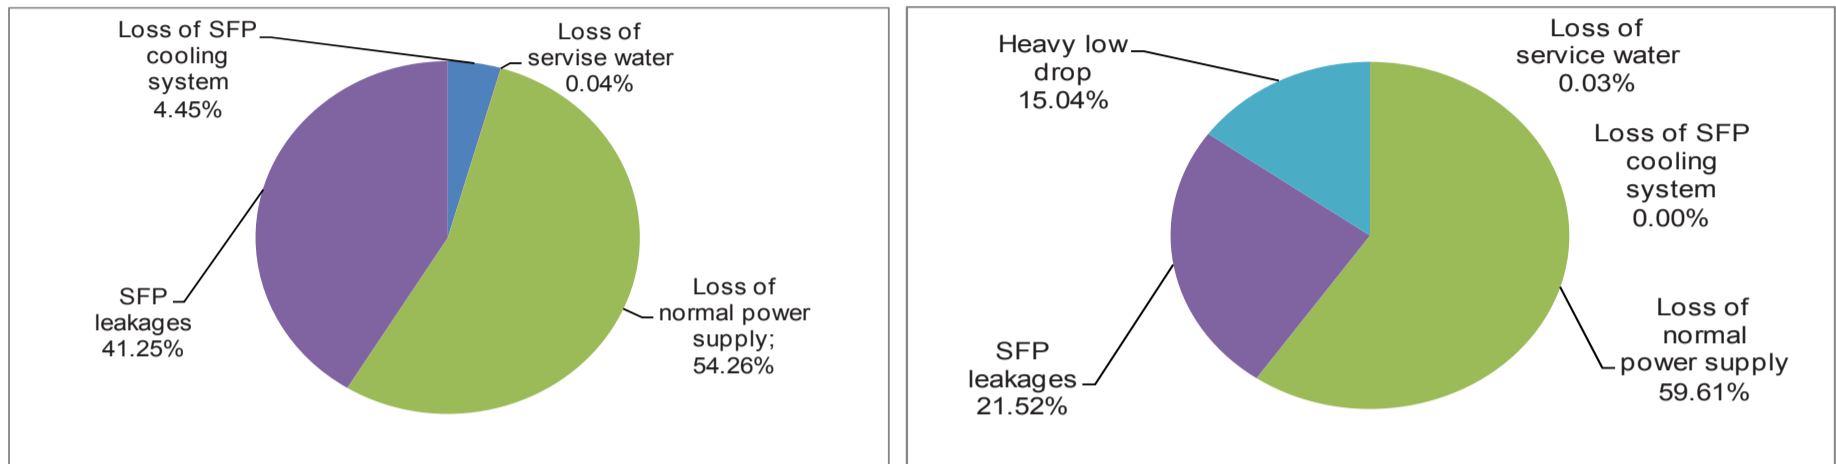 Loss of SFP
cooling
system
4.45%
Loss of
servise water
0.04%
SFP
leakages
41.25%
Loss of
normal power
supply;
54.26%
Heavy low
drop
15.04%
Loss of
service water
0.03%
Loss of SFP
cooling
system
0.00%
SFP
leakages
21.52%
Loss of
normal
power supply
59.61%